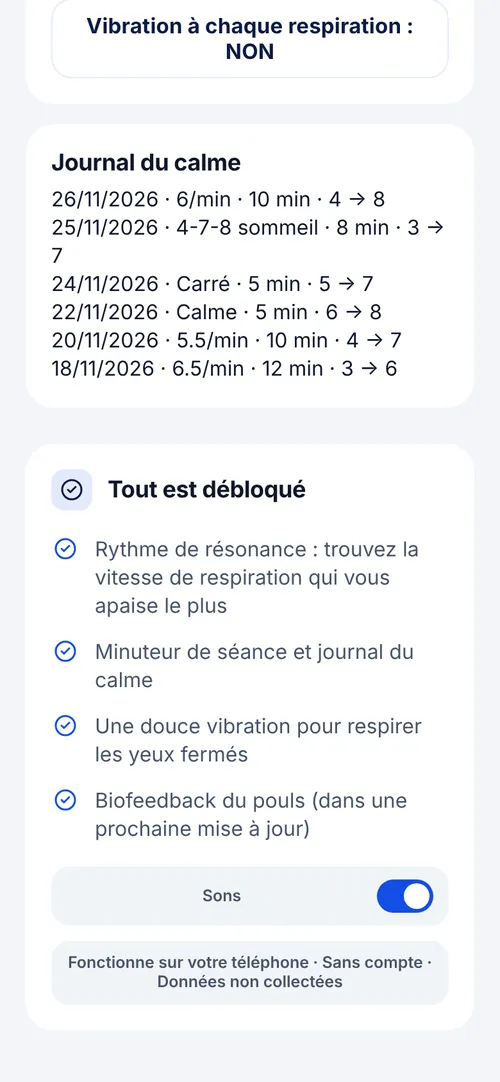 Vibration à chaque respiration :
NON
Journal du calme
26/11/2026 · 6/min · 10 min · 4 → 8
25/11/2026 · 4-7-8 sommeil · 8 min · 3 →
7
24/11/2026 · Carré · 5 min · 5 → 7
22/11/2026 · Calme · 5 min · 6 → 8
20/11/2026 · 5.5/min · 10 min · 4 → 7
18/11/2026 · 6.5/min · 12 min · 3 → 6
Tout est débloqué
Rythme de résonance : trouvez la
vitesse de respiration qui vous
apaise le plus
Minuteur de séance et journal du
calme
Une douce vibration pour respirer
les yeux fermés
Biofeedback du pouls (dans une
prochaine mise à jour)
Sons
Fonctionne sur votre téléphone · Sans compte ·
Données non collectées